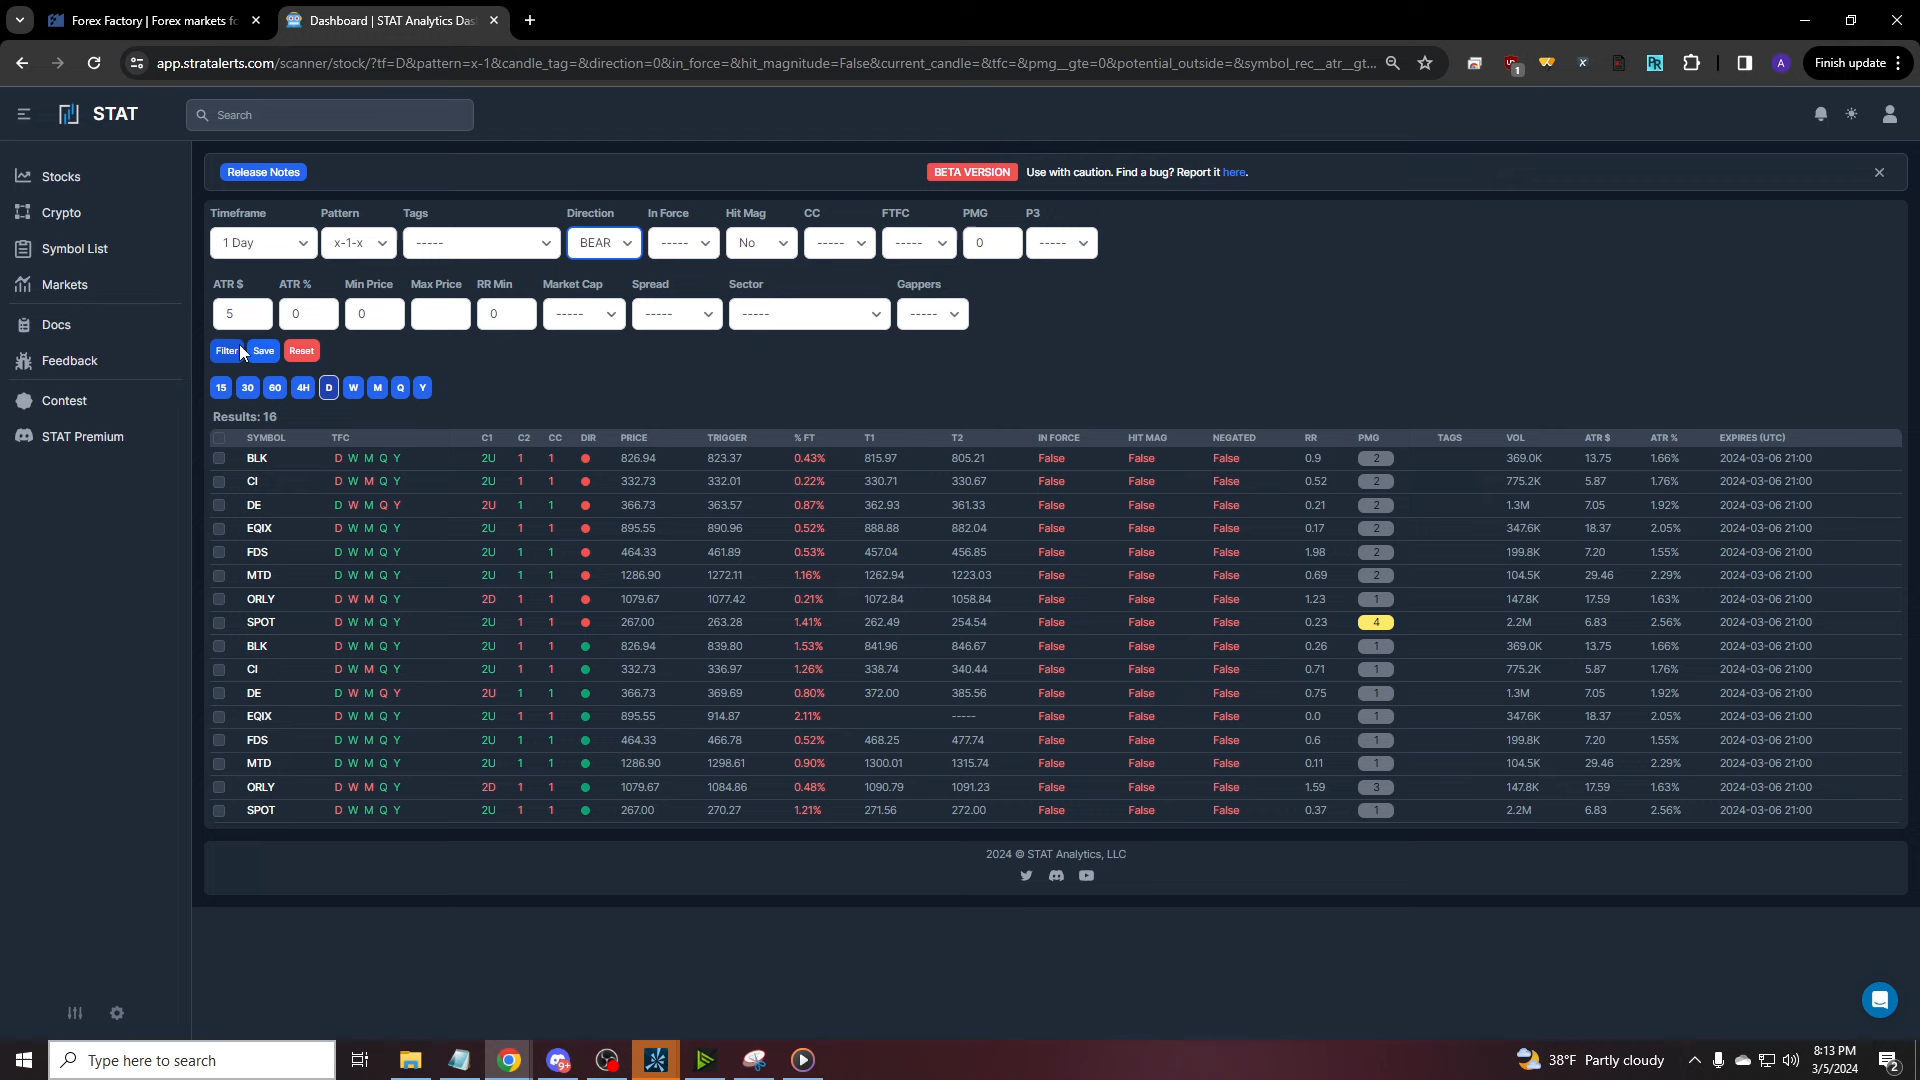 Forex Factory | Forex markets fo
Dashboard | STAT Analytics Das
app.stratalerts.com/scanner/stock/?tf=D&pattern=x-1&candle_tag=&direction=0&in_force=&hit_magnitude=False&current_candle=&tfc=&pmg__gte=0&potential_outside=&symbol_rec__atr__gt...
1
A
Finish update
STAT
Search
Stocks
Crypto
Symbol List
Markets
Docs
Feedback
Contest
STAT Premium
Release Notes
BETA VERSION Use with caution. Find a bug? Report it here.
Timeframe Pattern Tags Direction In Force Hit Mag CC FTFC PMG P3
1 Day x-1-x ----- BEAR ----- No ----- ----- 0 -----
ATR $ ATR % Min Price Max Price RR Min Market Cap Spread Sector Gappers
5 0 0 0 ----- ----- ----- -----
Filter Save Reset
15 30 60 4H D W M Q Y
Results: 16
SYMBOL TFC C1 C2 CC DIR PRICE TRIGGER % FT T1 T2 IN FORCE HIT MAG NEGATED RR PMG TAGS VOL ATR $ ATR % EXPIRES (UTC)
BLK D W M Q Y 2U 1 1 826.94 823.37 0.43% 815.97 805.21 False False False 0.9 2 369.0K 13.75 1.66% 2024-03-06 21:00
CI D W M Q Y 2U 1 1 332.73 332.01 0.22% 330.71 330.67 False False False 0.52 2 775.2K 5.87 1.76% 2024-03-06 21:00
DE D W M Q Y 2U 1 1 366.73 363.57 0.87% 362.93 361.33 False False False 0.21 2 1.3M 7.05 1.92% 2024-03-06 21:00
EQIX D W M Q Y 2U 1 1 895.55 890.96 0.52% 888.88 882.04 False False False 0.17 2 347.6K 18.37 2.05% 2024-03-06 21:00
FDS D W M Q Y 2U 1 1 464.33 461.89 0.53% 457.04 456.85 False False False 1.98 2 199.8K 7.20 1.55% 2024-03-06 21:00
MTD D W M Q Y 2U 1 1 1286.90 1272.11 1.16% 1262.94 1223.03 False False False 0.69 2 104.5K 29.46 2.29% 2024-03-06 21:00
ORLY D W M Q Y 2D 1 1 1079.67 1077.42 0.21% 1072.84 1058.84 False False False 1.23 1 147.8K 17.59 1.63% 2024-03-06 21:00
SPOT D W M Q Y 2U 1 1 267.00 263.28 1.41% 262.49 254.54 False False False 0.23 4 2.2M 6.83 2.56% 2024-03-06 21:00
BLK D W M Q Y 2U 1 1 826.94 839.80 1.53% 841.96 846.67 False False False 0.26 1 369.0K 13.75 1.66% 2024-03-06 21:00
CI D W M Q Y 2U 1 1 332.73 336.97 1.26% 338.74 340.44 False False False 0.71 1 775.2K 5.87 1.76% 2024-03-06 21:00
DE D W M Q Y 2U 1 1 366.73 369.69 0.80% 372.00 385.56 False False False 0.75 1 1.3M 7.05 1.92% 2024-03-06 21:00
EQIX D W M Q Y 2U 1 1 895.55 914.87 2.11% ----- False False False 0.0 1 347.6K 18.37 2.05% 2024-03-06 21:00
FDS D W M Q Y 2U 1 1 464.33 466.78 0.52% 468.25 477.74 False False False 0.6 1 199.8K 7.20 1.55% 2024-03-06 21:00
MTD D W M Q Y 2U 1 1 1286.90 1298.61 0.90% 1300.01 1315.74 False False False 0.11 1 104.5K 29.46 2.29% 2024-03-06 21:00
ORLY D W M Q Y 2D 1 1 1079.67 1084.86 0.48% 1090.79 1091.23 False False False 1.59 3 147.8K 17.59 1.63% 2024-03-06 21:00
SPOT D W M Q Y 2U 1 1 267.00 270.27 1.21% 271.56 272.00 False False False 0.37 1 2.2M 6.83 2.56% 2024-03-06 21:00
2024 © STAT Analytics, LLC
Type here to search
38°F Partly cloudy
8:13 PM
3/5/2024
2